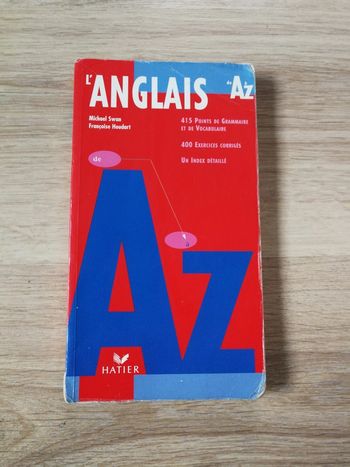 L'ANGLAIS de A à Z
Michael Swan
Françoise Houdart
415 POINTS DE GRAMMAIRE
ET DE VOCABULAIRE
400 EXERCICES CORRIGÉS
UN INDEX DÉTAILLÉ
de
à
A Z
HATIER